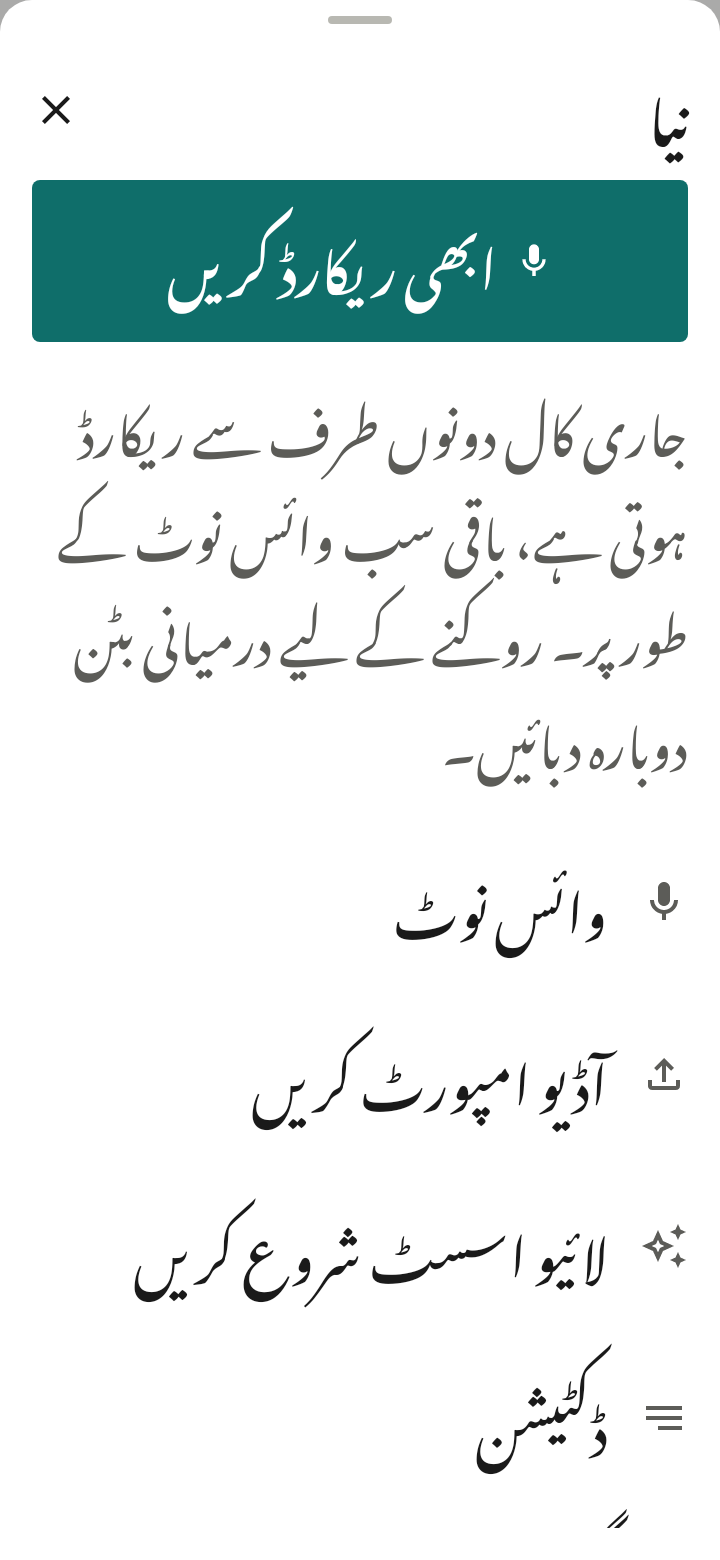 نیا
ابھی ریکارڈ کریں
جاری کال دونوں طرف سے ریکارڈ
ہوتی ہے، باقی سب وائس نوٹ کے
طور پر۔ روکنے کے لیے درمیانی بٹن
دوبارہ دبائیں۔
وائس نوٹ
آڈیو امپورٹ کریں
لائیو اسسٹ شروع کریں
ڈکٹیشن